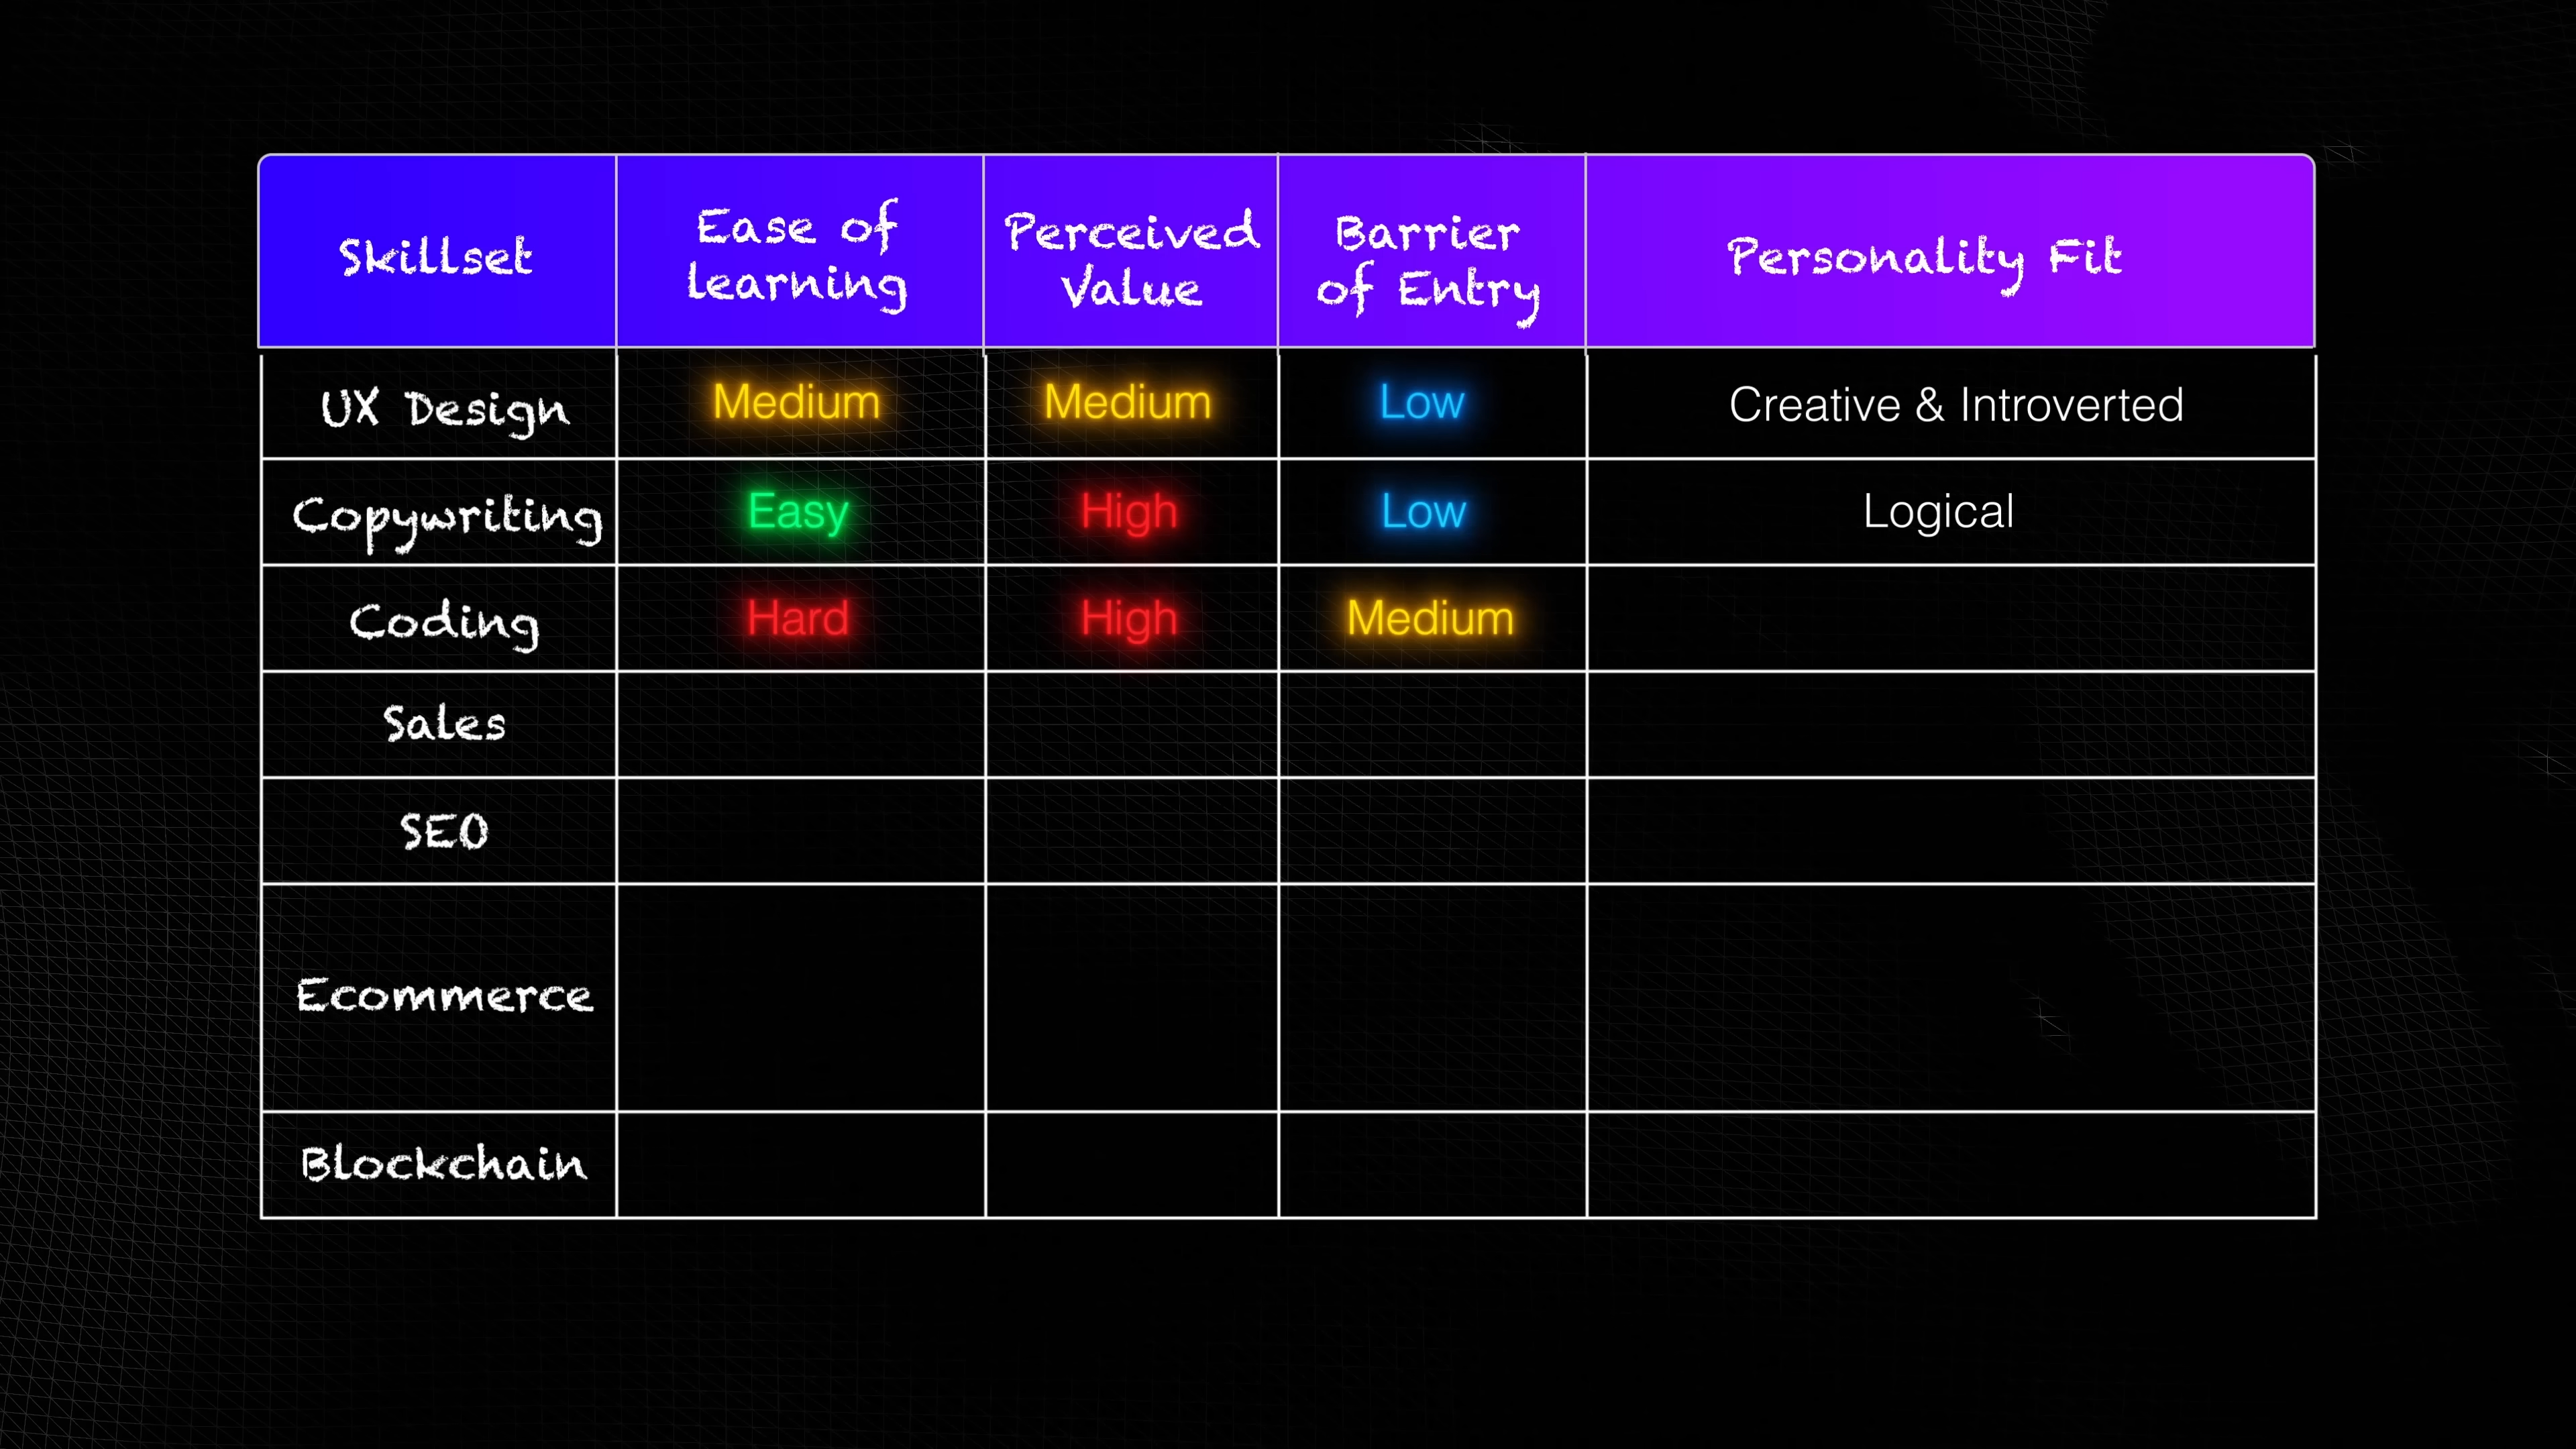 Skillset
Ease of
learning
Perceived
Value
Barrier
of Entry
Personality Fit
UX Design
Medium
Medium
Low
Creative & Introverted
Copywriting
Easy
High
Low
Logical
Coding
Hard
High
Medium
Sales
SEO
Ecommerce
Blockchain